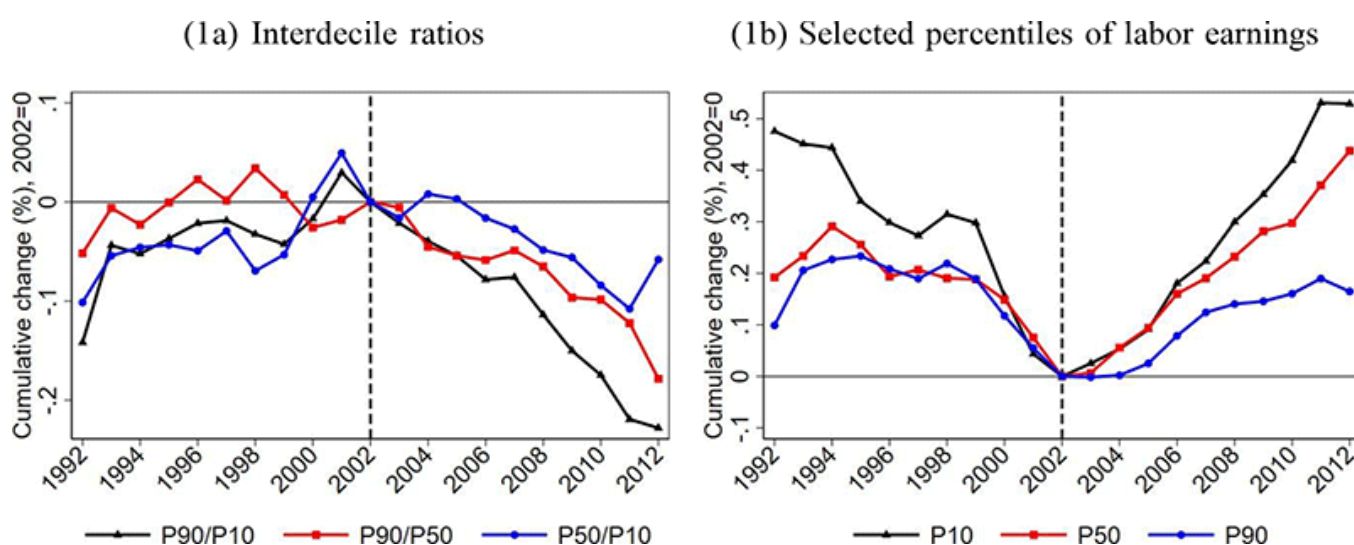 (1a) Interdecile ratios
Cumulative change (%), 2002=0
.1
0
-.1
-.2
1992 1994 1996 1998 2000 2002 2004 2006 2008 2010 2012
P90/P10 P90/P50 P50/P10
(1b) Selected percentiles of labor earnings
Cumulative change (%), 2002=0
.5
.4
.3
.2
.1
0
-.1
1992 1994 1996 1998 2000 2002 2004 2006 2008 2010 2012
P10 P50 P90